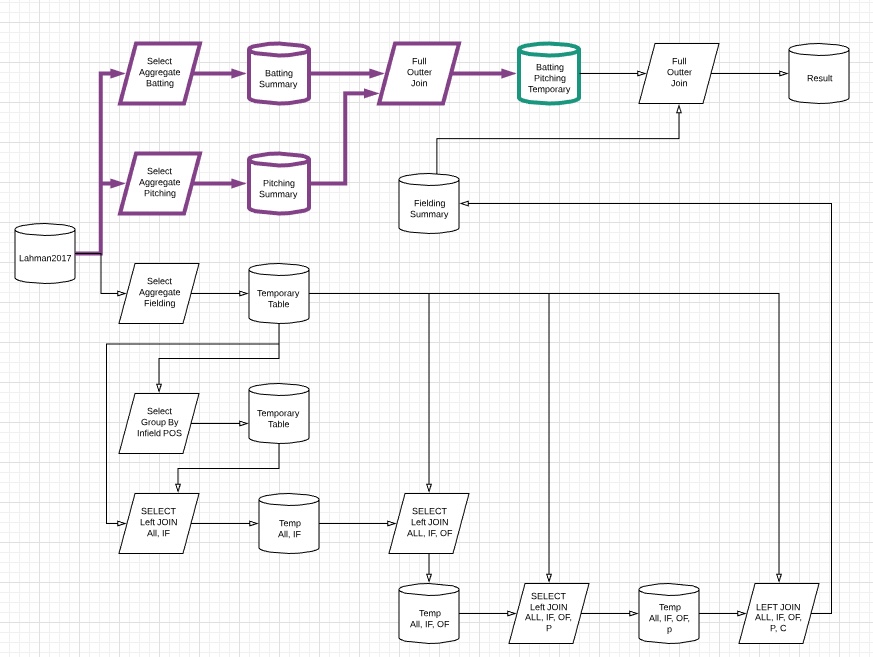 Select
Aggregate
Batting
Batting
Summary
Full
Outter
Join
Batting
Pitching
Temporary
Full
Outter
Join
Result
Select
Aggregate
Pitching
Pitching
Summary
Fielding
Summary
Lahman2017
Select
Aggregate
Fielding
Temporary
Table
Select
Group By
Infield POS
Temporary
Table
SELECT
Left JOIN
All, IF
Temp
All, IF
SELECT
Left JOIN
ALL, IF, OF
Temp
All, IF, OF
SELECT
Left JOIN
ALL, IF, OF,
P
Temp
All, IF, OF,
p
LEFT JOIN
ALL, IF, OF,
P, C